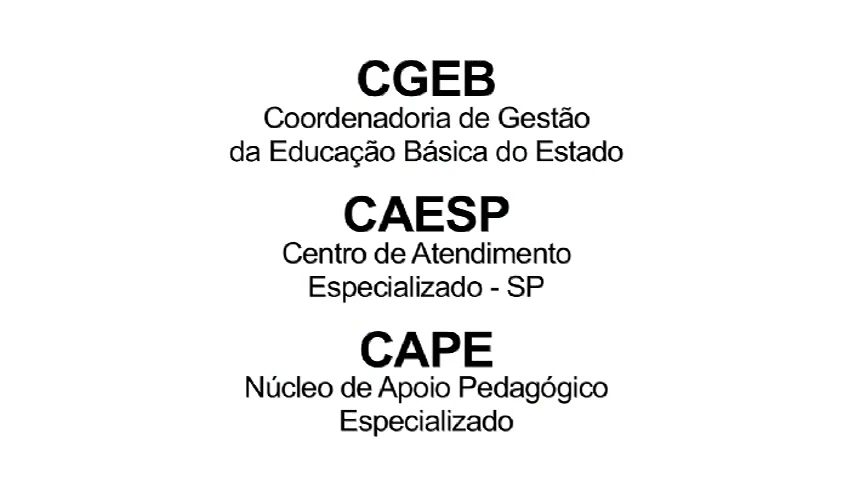 CGEB
Coordenadoria de Gestão
da Educação Básica do Estado
CAESP
Centro de Atendimento
Especializado - SP
CAPE
Núcleo de Apoio Pedagógico
Especializado